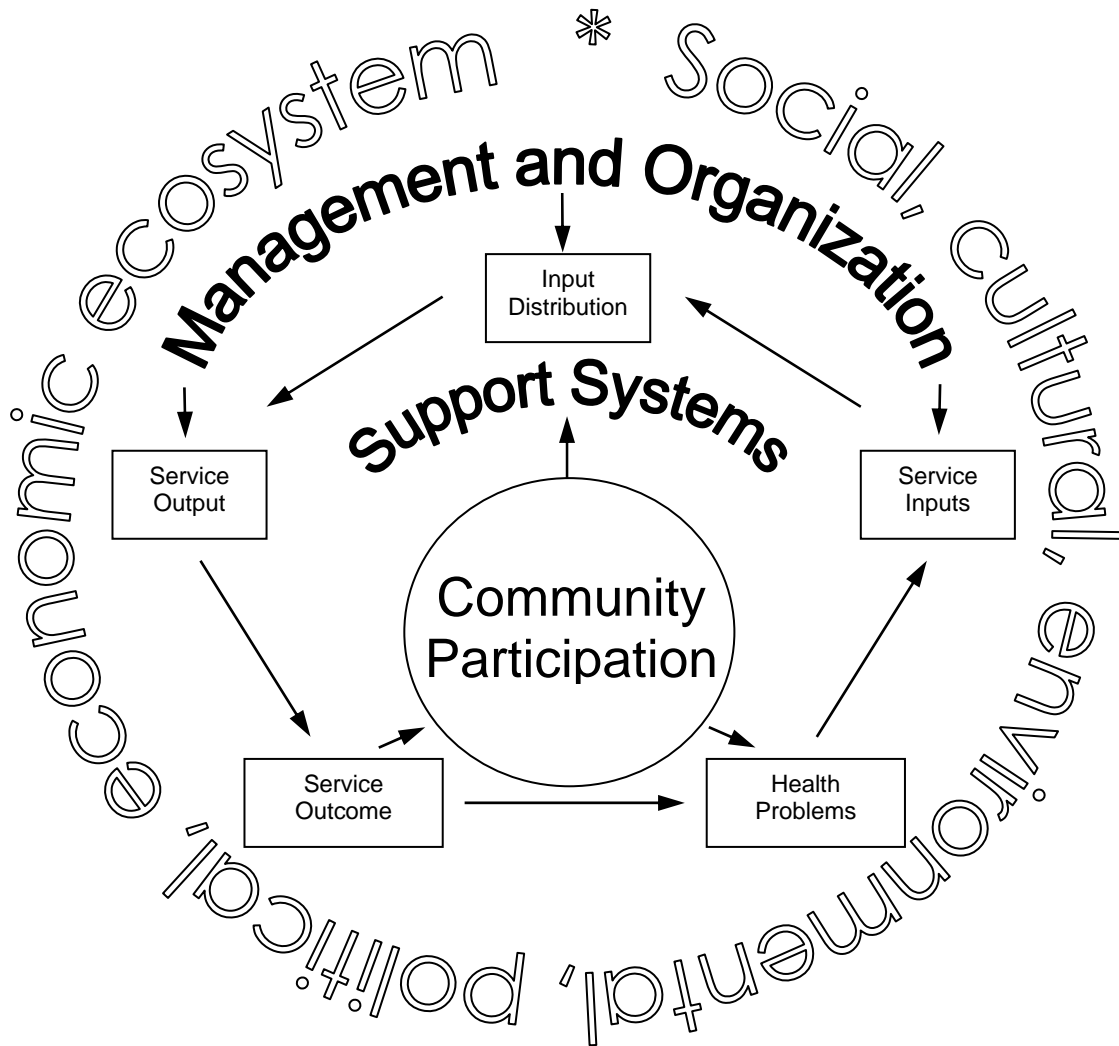 * Social, cultural, environmental, political, economic ecosystem
Management and Organization
Input
Distribution
Support Systems
Service
Output
Service
Inputs
Community
Participation
Service
Outcome
Health
Problems